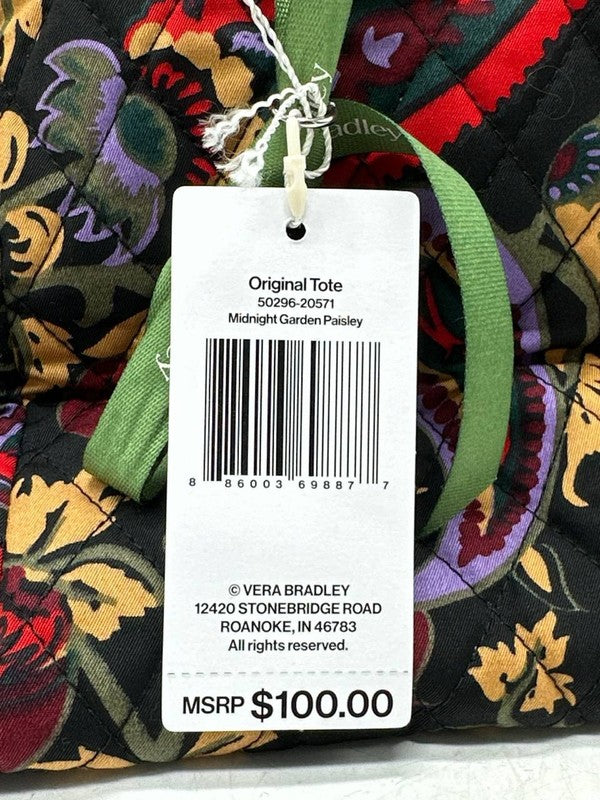 adley
Original Tote
50296-20571
Midnight Garden Paisley
8 86003 69887 7
© VERA BRADLEY
12420 STONEBRIDGE ROAD
ROANOKE, IN 46783
All rights reserved.
MSRP $100.00